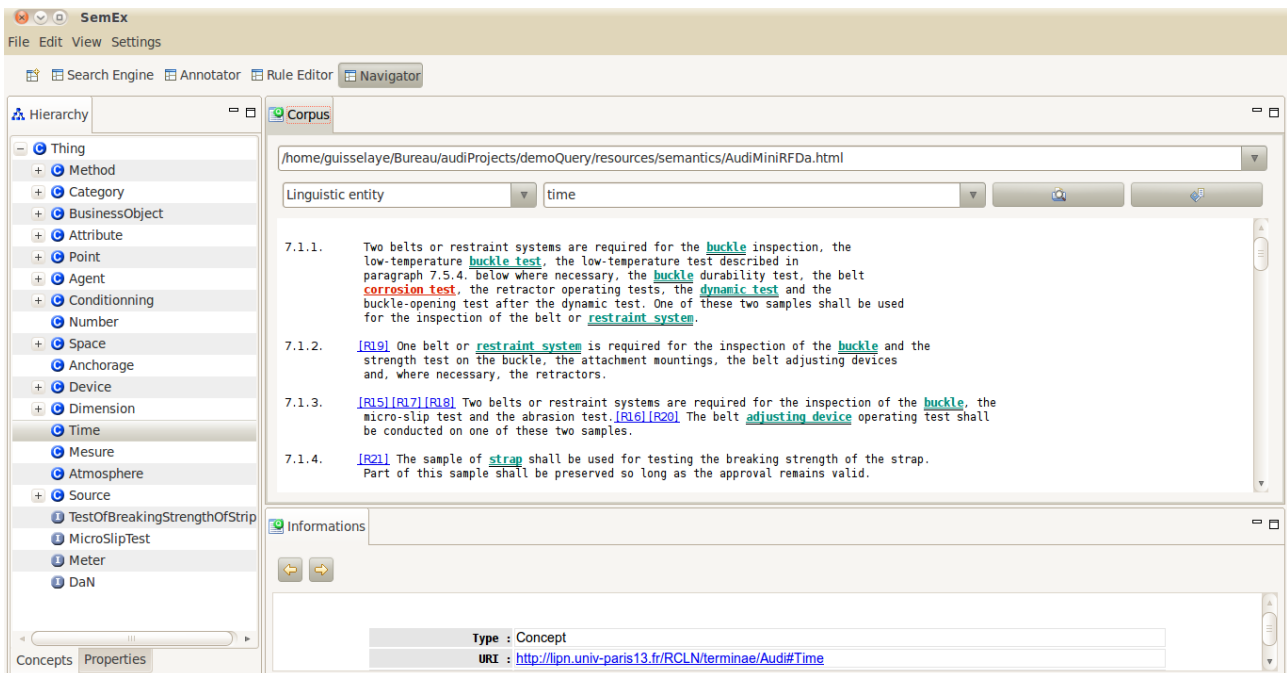 SemEx
File Edit View Settings
Search Engine Annotator Rule Editor Navigator
Hierarchy
Thing
Method
Category
BusinessObject
Attribute
Point
Agent
Conditionning
Number
Space
Anchorage
Device
Dimension
Time
Mesure
Atmosphere
Source
TestOfBreakingStrengthOfStrip
MicroSlipTest
Meter
DaN
Concepts Properties
Corpus
/home/guisselaye/Bureau/audiProjects/demoQuery/resources/semantics/AudiMiniRFDa.html
Linguistic entity time
7.1.1. Two belts or restraint systems are required for the buckle inspection, the
low-temperature buckle test, the low-temperature test described in
paragraph 7.5.4. below where necessary, the buckle durability test, the belt
corrosion test, the retractor operating tests, the dynamic test and the
buckle-opening test after the dynamic test. One of these two samples shall be used
for the inspection of the belt or restraint system.
7.1.2. [R19] One belt or restraint system is required for the inspection of the buckle and the
strength test on the buckle, the attachment mountings, the belt adjusting devices
and, where necessary, the retractors.
7.1.3. [R15][R17][R18] Two belts or restraint systems are required for the inspection of the buckle, the
micro-slip test and the abrasion test.[R16][R20] The belt adjusting device operating test shall
be conducted on one of these two samples.
7.1.4. [R21] The sample of strap shall be used for testing the breaking strength of the strap.
Part of this sample shall be preserved so long as the approval remains valid.
Informations
Type : Concept
URI : http://lipn.univ-paris13.fr/RCLN/terminae/Audi#Time